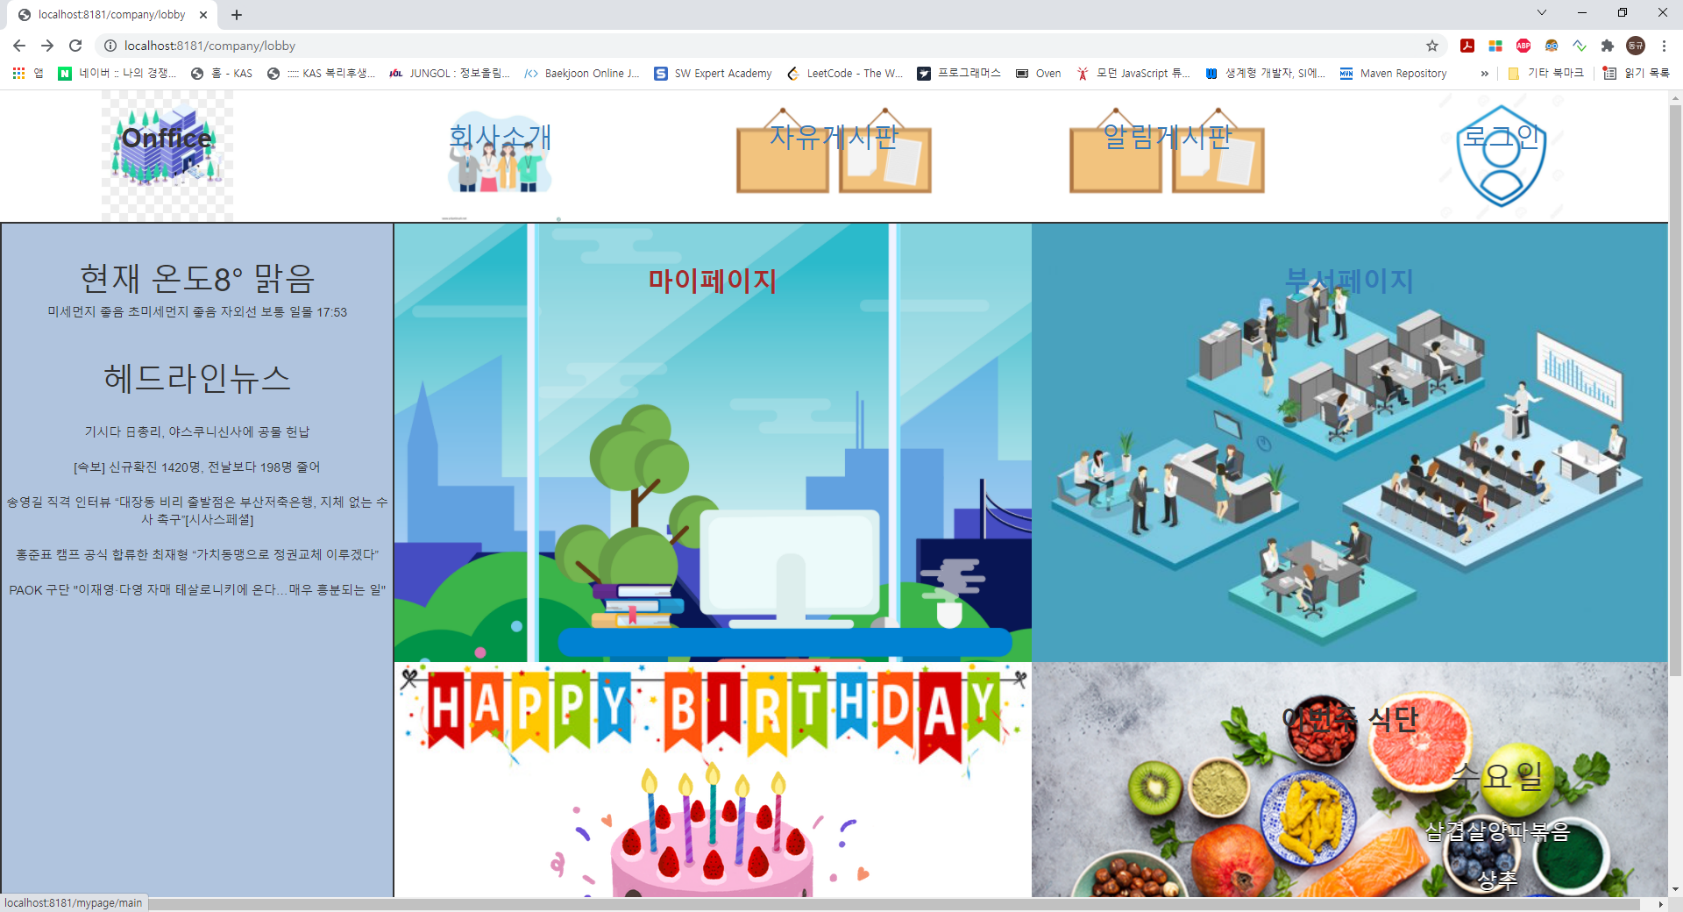 localhost:8181/company/lobby
localhost:8181/company/lobby
동규
앱
네이버 :: 나의 경쟁...
홈 - KAS
::::: KAS 복리후생...
JUNGOL : 정보올림...
Baekjoon Online J...
SW Expert Academy
LeetCode - The W...
프로그래머스
Oven
모던 JavaScript 튜...
생계형 개발자, SI에...
Maven Repository
»
기타 북마크
읽기 목록
Onffice
회사소개
자유게시판
알림게시판
로그인
현재 온도8° 맑음
미세먼지 좋음 초미세먼지 좋음 자외선 보통 일몰 17:53
헤드라인뉴스
기시다 日총리, 야스쿠니신사에 공물 헌납
[속보] 신규확진 1420명, 전날보다 198명 줄어
송영길 직격 인터뷰 “대장동 비리 출발점은 부산저축은행, 지체 없는 수
사 촉구”[시사스페셜]
홍준표 캠프 공식 합류한 최재형 “가치동맹으로 정권교체 이루겠다”
PAOK 구단 "이재영·다영 자매 테살로니키에 온다...매우 흥분되는 일"
마이페이지
부서페이지
HAPPY BIRTHDAY
이번주 식단
수요일
삼겹살양파볶음
상추
localhost:8181/mypage/main